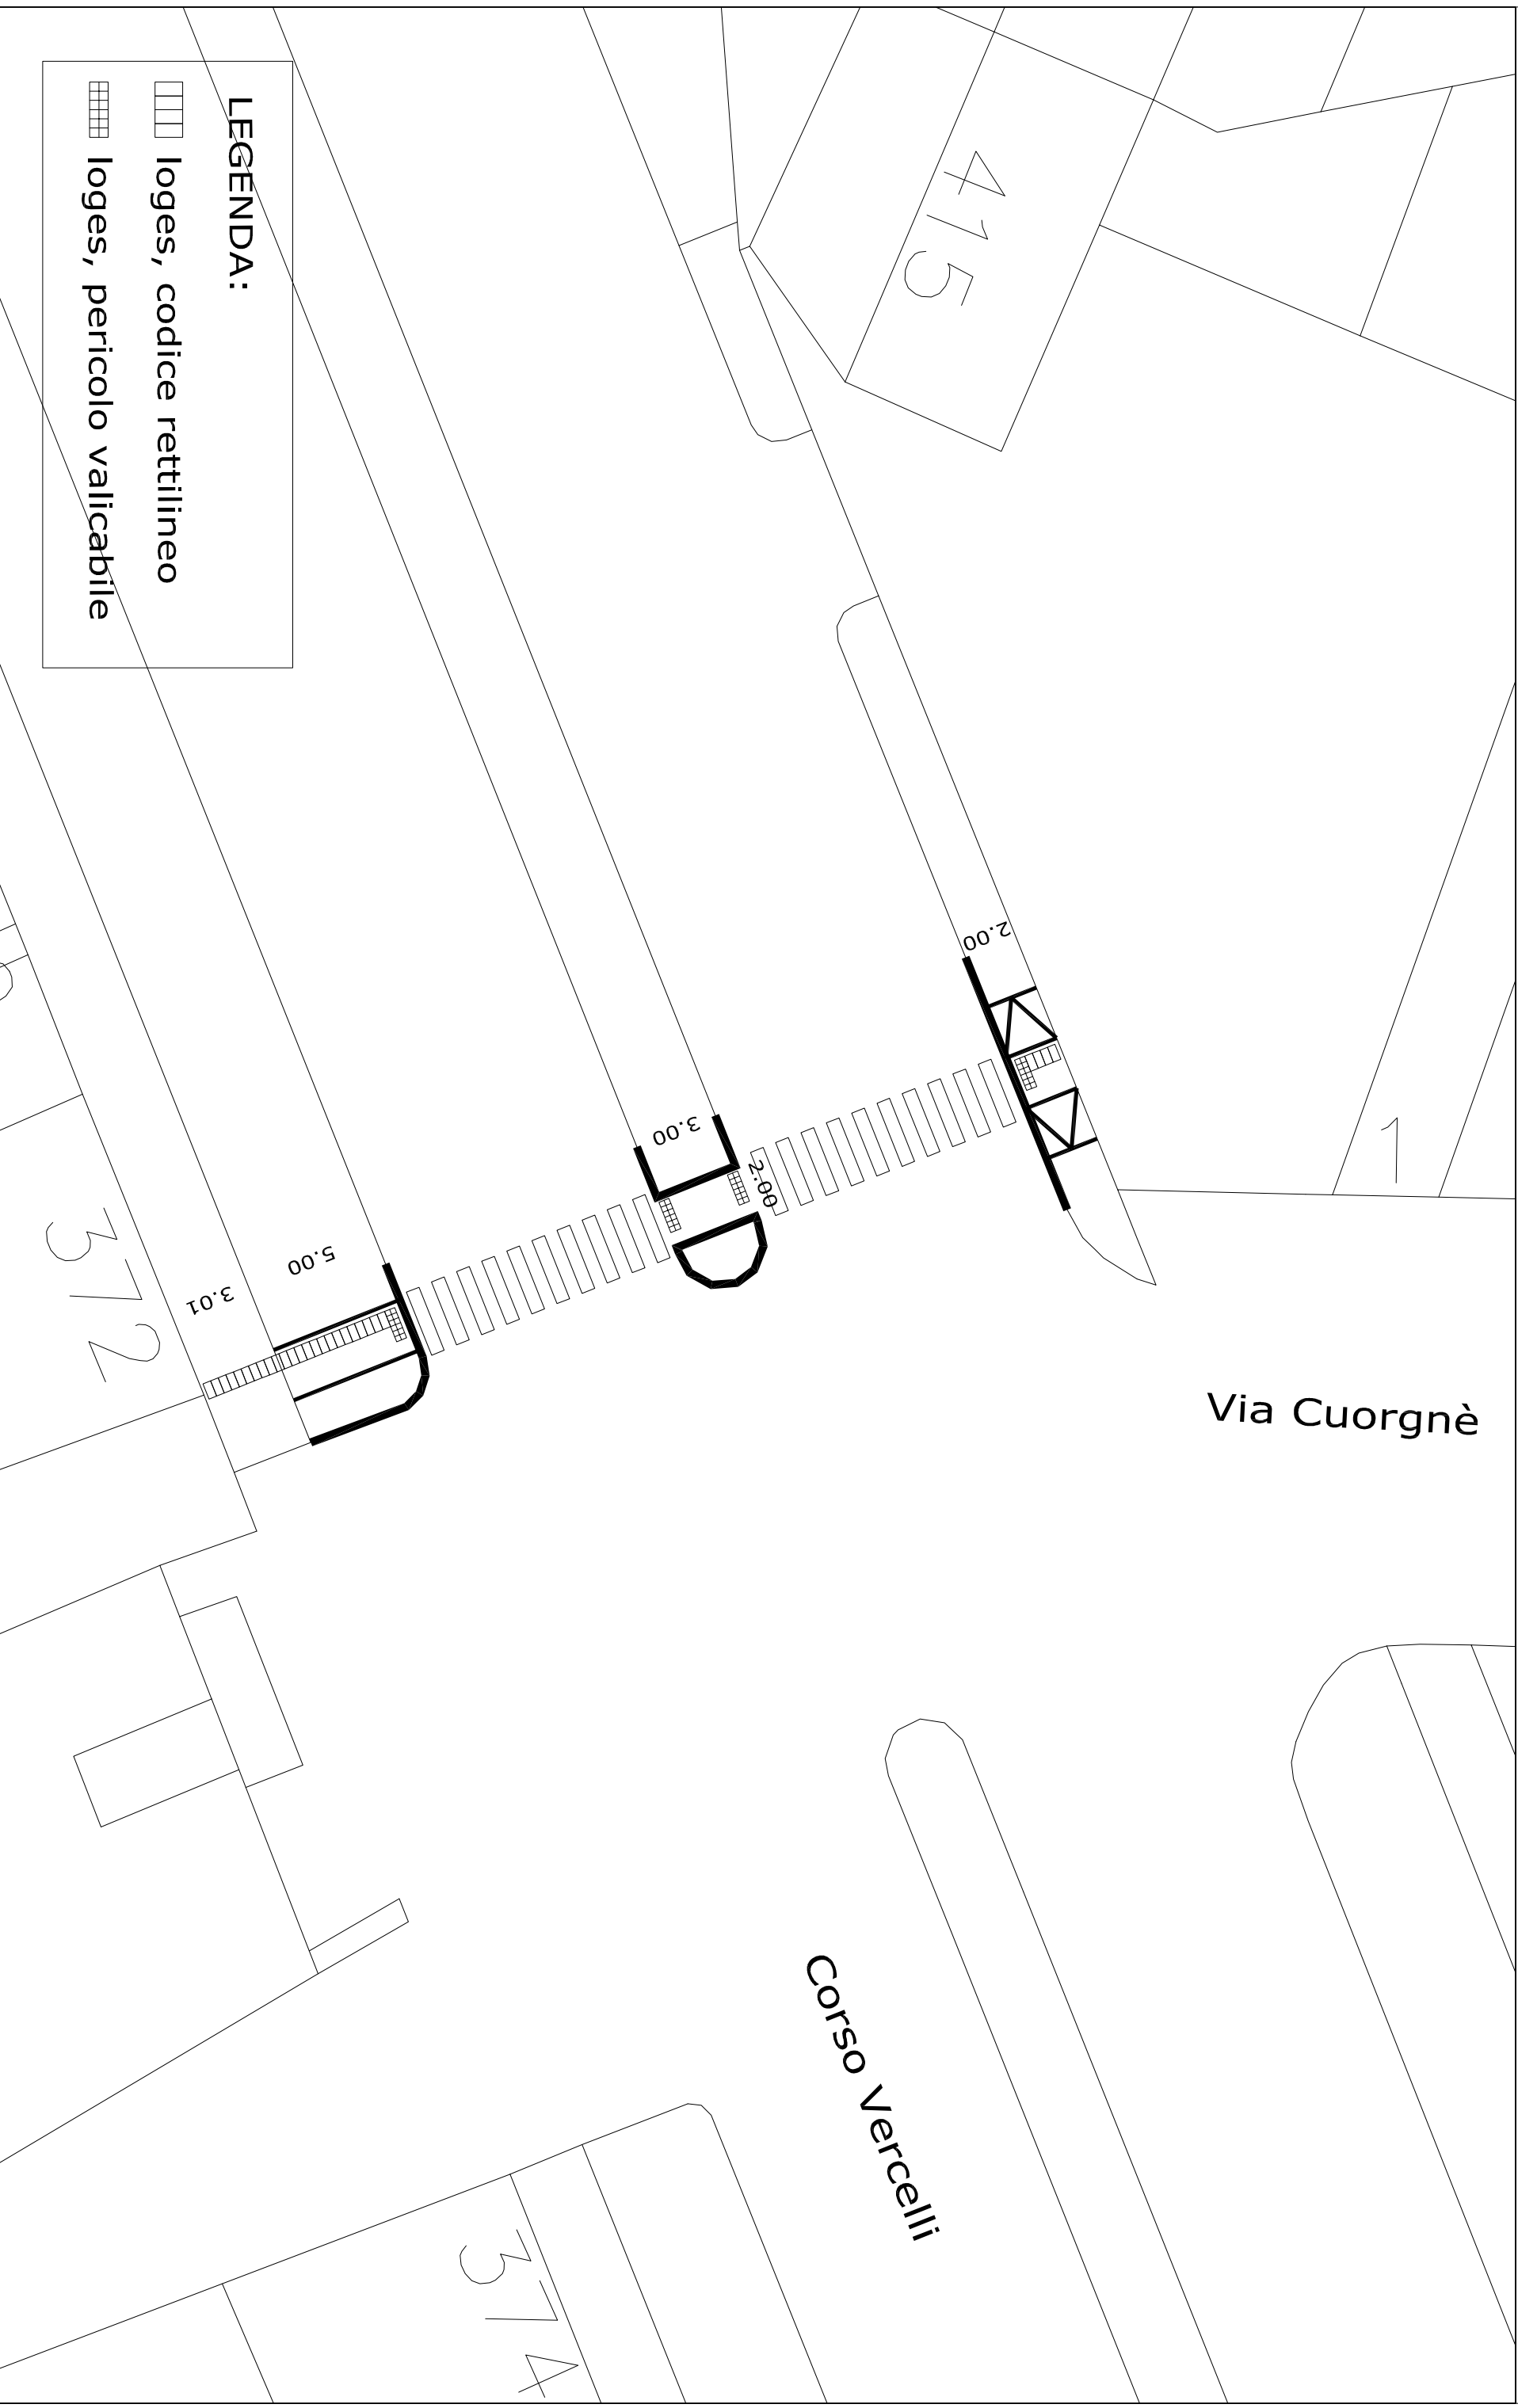 LEGENDA:
loges, codice rettilineo
loges, pericolo valicabile
415
2.00
3.00
2.00
5.00
3.01
372
1
Via Cuorgnè
Corso Vercelli
374